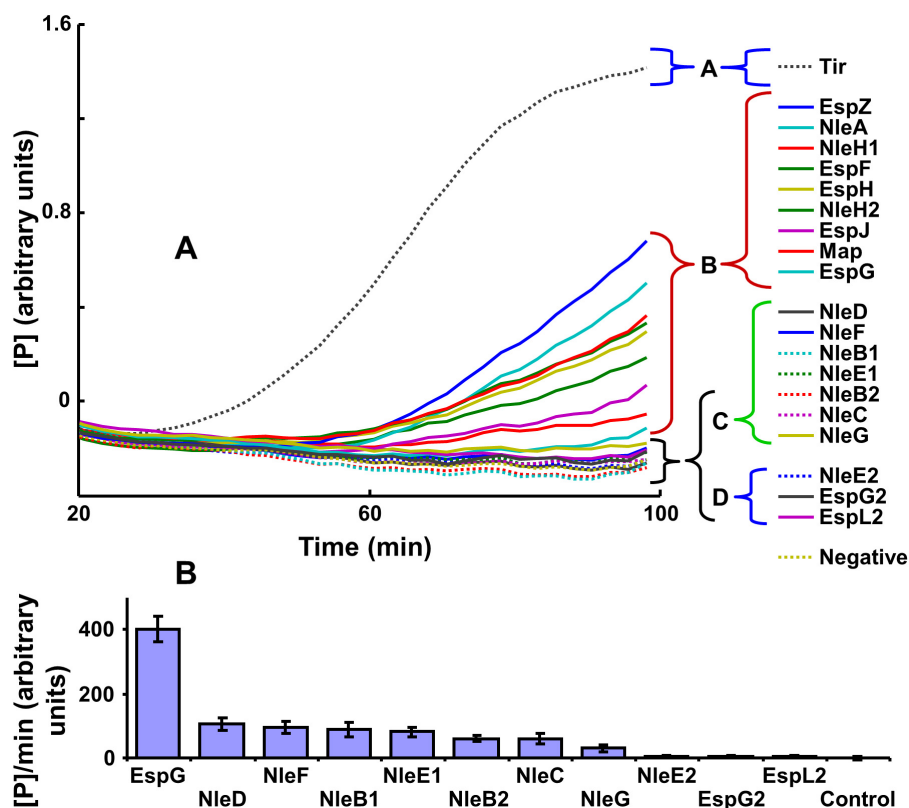 1.6
0.8
0
[P] (arbitrary units)
A
20
60
100
Time (min)
A
B
C
D
Tir
EspZ
NleA
NleH1
EspF
EspH
NleH2
EspJ
Map
EspG
NleD
NleF
NleB1
NleE1
NleB2
NleC
NleG
NleE2
EspG2
EspL2
Negative
B
[P]/min (arbitrary
units)
400
200
0
EspG
NleD
NleF
NleB1
NleE1
NleB2
NleC
NleG
NleE2
EspG2
EspL2
Control